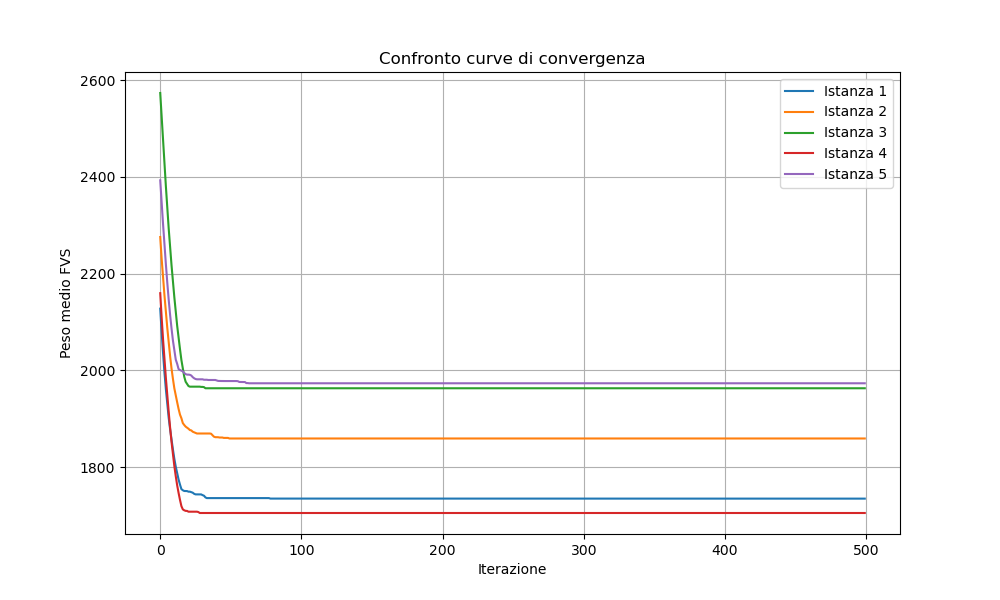 Confronto curve di convergenza
Peso medio FVS
2600
2400
2200
2000
1800
Istanza 1
Istanza 2
Istanza 3
Istanza 4
Istanza 5
0 100 200 300 400 500
Iterazione